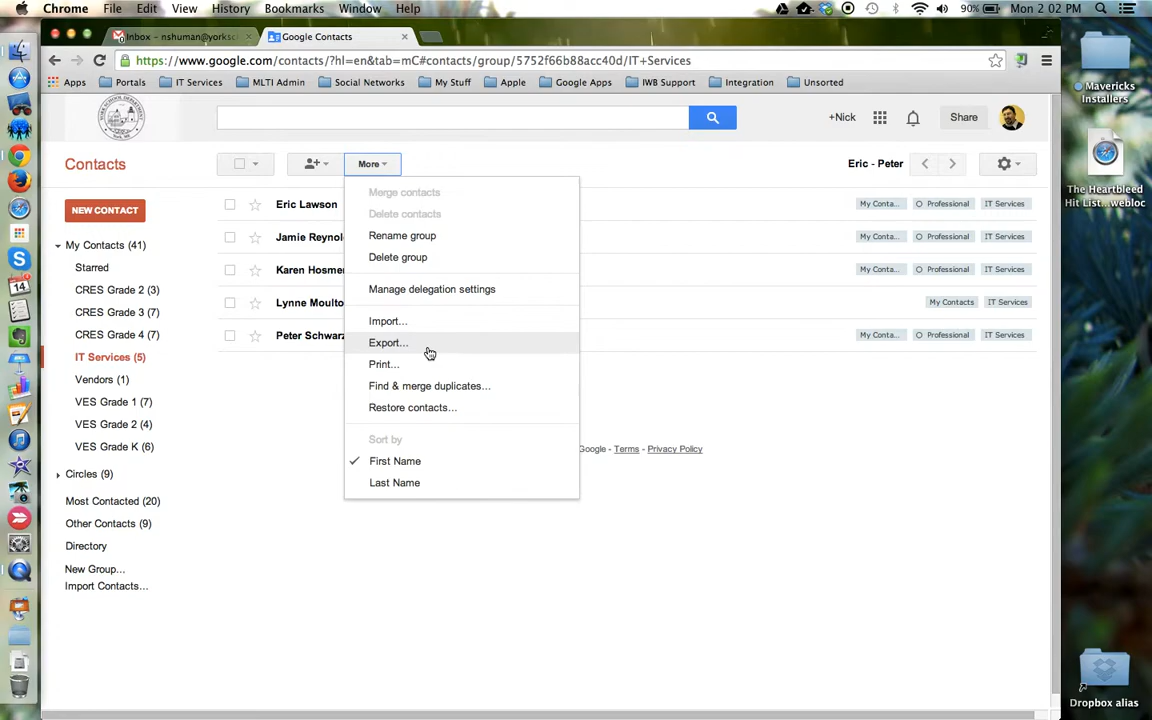 Chrome File Edit View History Bookmarks Window Help 90% Mon 2 02 PM
Inbox - nshuman@yorksc Google Contacts
https://www.google.com/contacts/?hl=en&tab=mC#contacts/group/5752f66b88acc40d/IT+Services
Apps Portals IT Services MLTI Admin Social Networks My Stuff Apple Google Apps IWB Support Integration Unsorted
+Nick Share
Contacts More Eric - Peter
NEW CONTACT
My Contacts (41)
Starred
CRES Grade 2 (3)
CRES Grade 3 (7)
CRES Grade 4 (7)
IT Services (5)
Vendors (1)
VES Grade 1 (7)
VES Grade 2 (4)
VES Grade K (6)
Circles (9)
Most Contacted (20)
Other Contacts (9)
Directory
New Group...
Import Contacts...
Merge contacts
Delete contacts
Rename group
Delete group
Manage delegation settings
Import...
Export...
Print...
Find & merge duplicates...
Restore contacts...
Sort by
First Name
Last Name
Eric Lawson My Conta... Professional IT Services
Jamie Reynol My Conta... Professional IT Services
Karen Hosme My Conta... Professional IT Services
Lynne Moulto My Contacts IT Services
Peter Schwarz My Conta... Professional IT Services
Google - Terms - Privacy Policy
Mavericks
Installers
The Heartbleed
Hit List...webloc
Dropbox alias
14